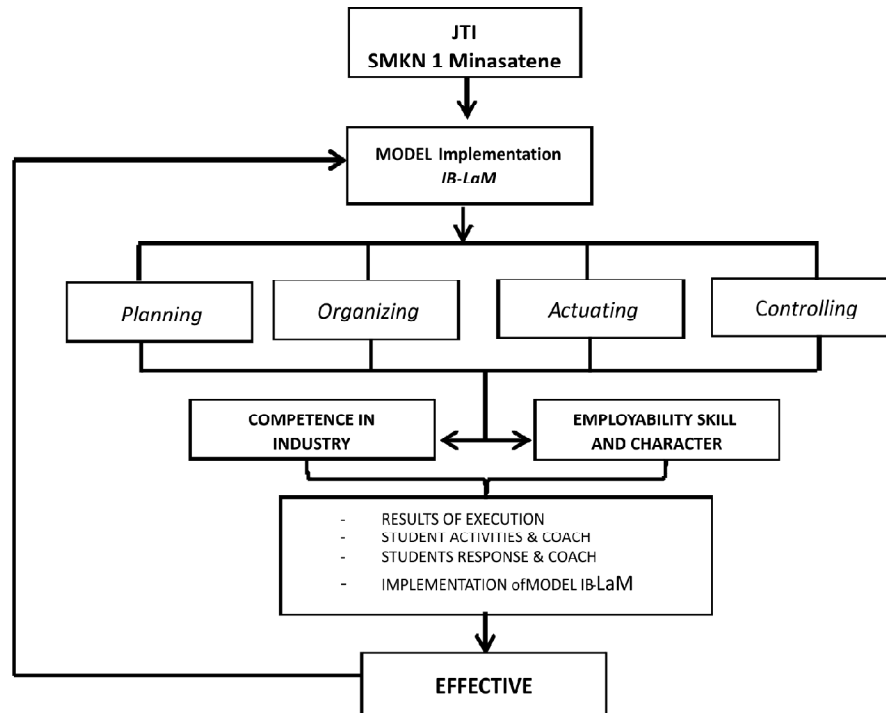 JTI
SMKN 1 Minasatene
MODEL Implementation
IB-LaM
Planning
Organizing
Actuating
Controlling
COMPETENCE IN
INDUSTRY
EMPLOYABILITY SKILL
AND CHARACTER
- RESULTS OF EXECUTION
- STUDENT ACTIVITIES & COACH
- STUDENTS RESPONSE & COACH
- IMPLEMENTATION ofMODEL IB-LaM
EFFECTIVE